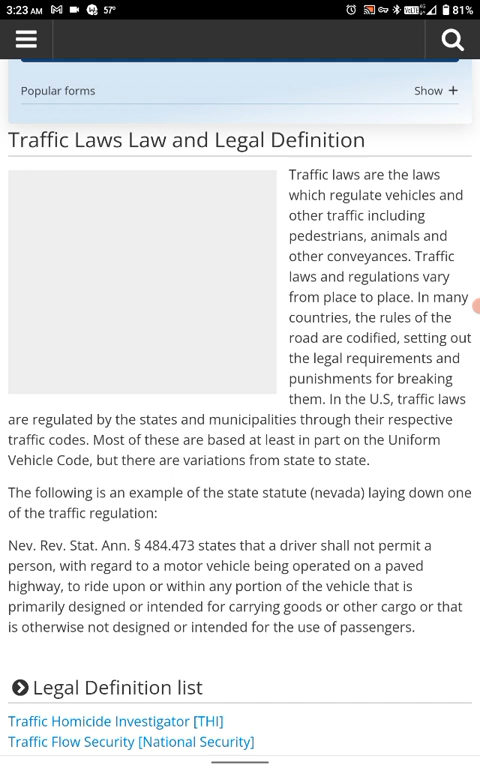 3:23 AM 57° 81%
Popular forms Show +
Traffic Laws Law and Legal Definition
Traffic laws are the laws
which regulate vehicles and
other traffic including
pedestrians, animals and
other conveyances. Traffic
laws and regulations vary
from place to place. In many
countries, the rules of the
road are codified, setting out
the legal requirements and
punishments for breaking
them. In the U.S, traffic laws
are regulated by the states and municipalities through their respective
traffic codes. Most of these are based at least in part on the Uniform
Vehicle Code, but there are variations from state to state.
The following is an example of the state statute (nevada) laying down one
of the traffic regulation:
Nev. Rev. Stat. Ann. § 484.473 states that a driver shall not permit a
person, with regard to a motor vehicle being operated on a paved
highway, to ride upon or within any portion of the vehicle that is
primarily designed or intended for carrying goods or other cargo or that
is otherwise not designed or intended for the use of passengers.
Legal Definition list
Traffic Homicide Investigator [THI]
Traffic Flow Security [National Security]